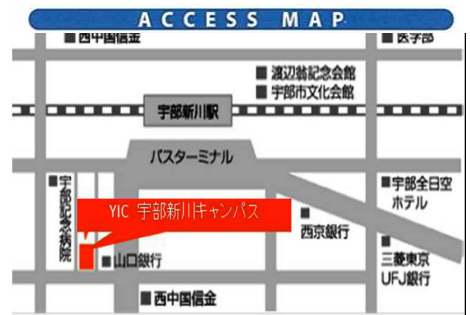 ACCESS MAP
西中国信金
医学部
渡辺翁記念会館
宇部市文化会館
宇部新川駅
バスターミナル
宇部記念病院
YIC 宇部新川キャンパス
宇部全日空
ホテル
西京銀行
山口銀行
三菱東京
UFJ銀行
西中国信金